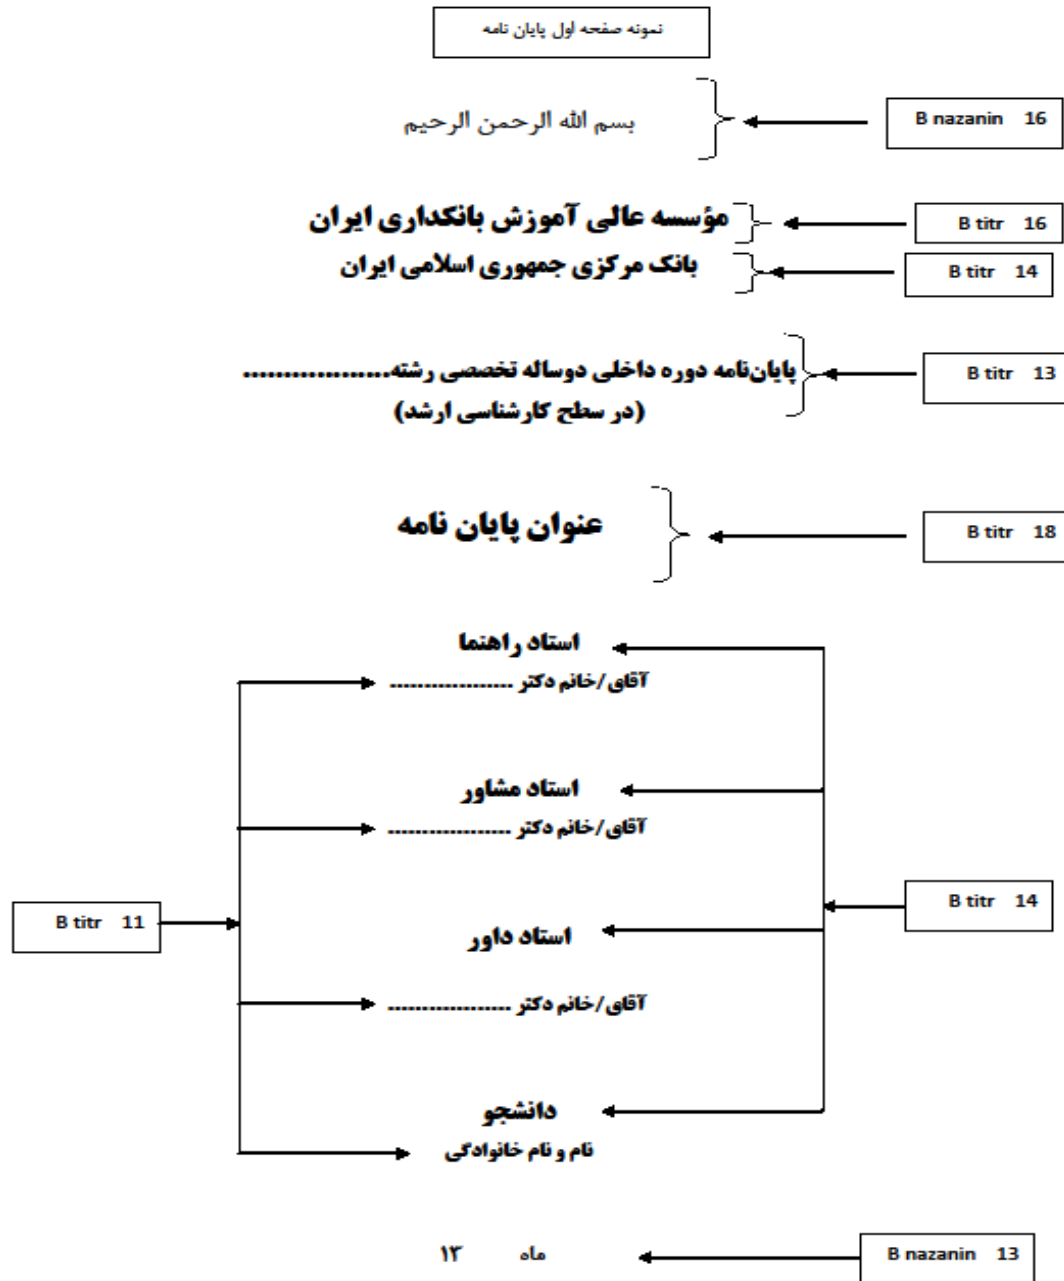 نمونه صفحه اول پایان نامه
بسم الله الرحمن الرحیم
B nazanin 16
مؤسسه عالی آموزش بانکداری ایران
B titr 16
بانک مرکزی جمهوری اسلامی ایران
B titr 14
پایان‌نامه دوره داخلی دوساله تخصصی رشته..................
B titr 13
(در سطح کارشناسی ارشد)
عنوان پایان نامه
B titr 18
استاد راهنما
آقای/خانم دکتر ..................
استاد مشاور
آقای/خانم دکتر ..................
B titr 14
B titr 11
استاد داور
آقای/خانم دکتر ..................
دانشجو
نام و نام خانوادگی
ماه ۱۳
B nazanin 13